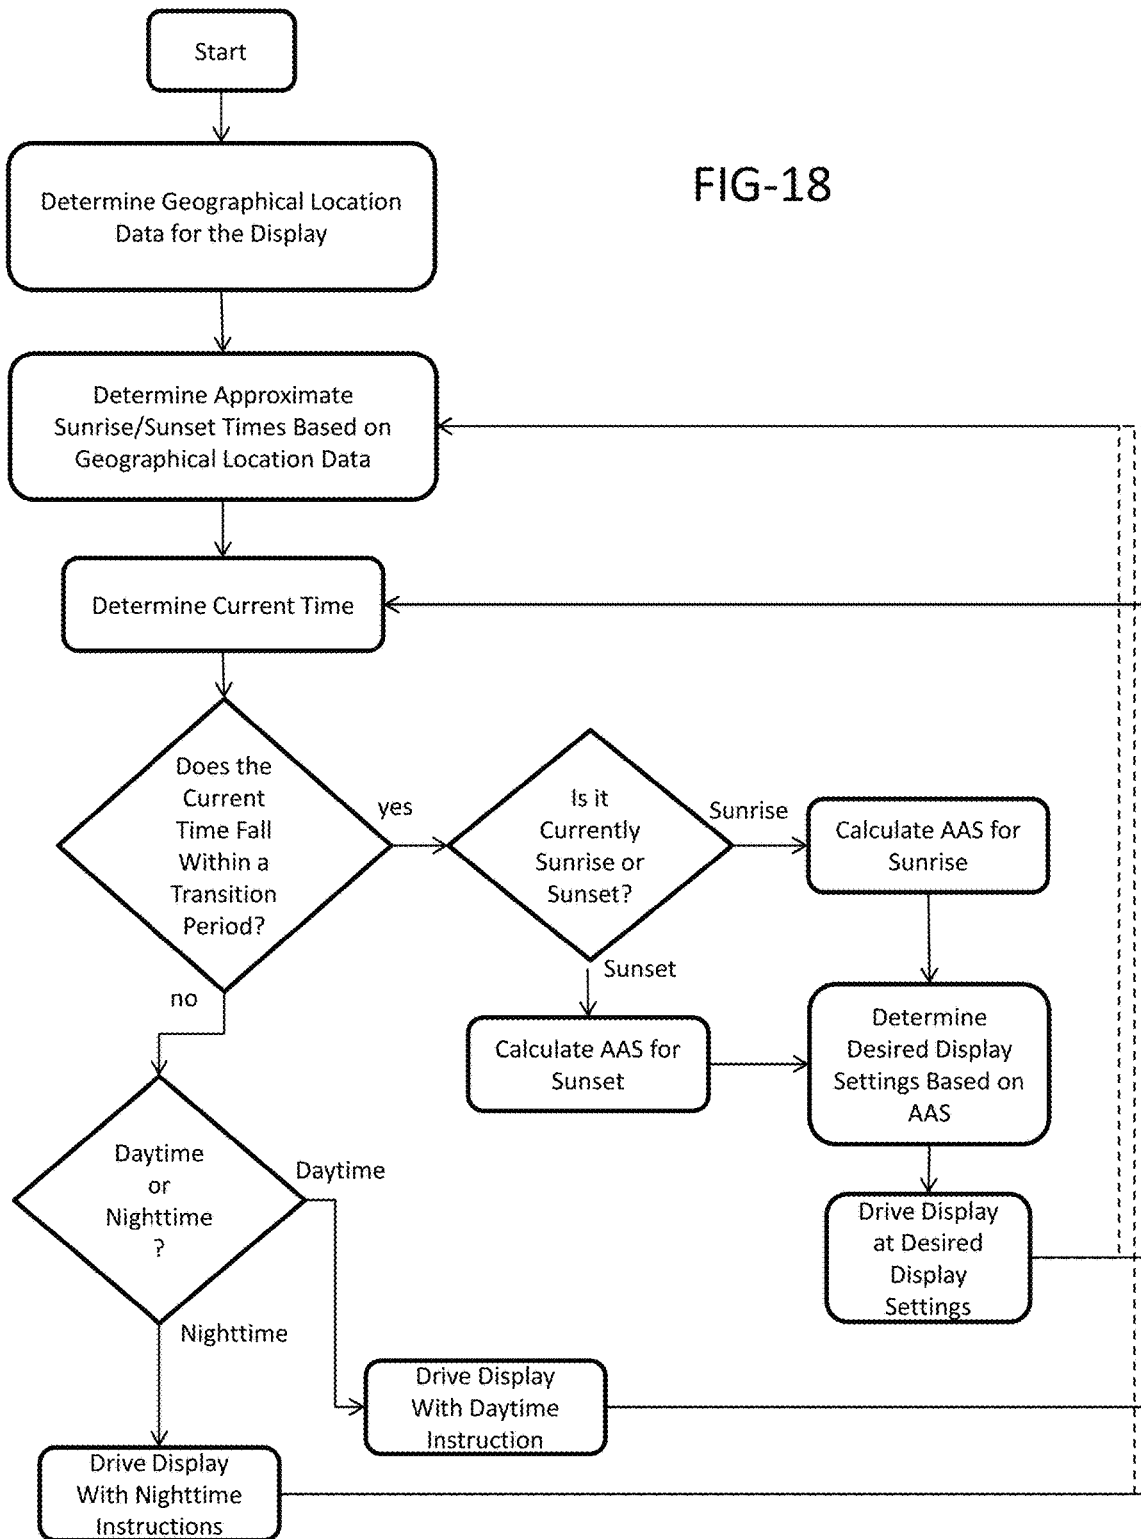 Start
FIG-18
Determine Geographical Location
Data for the Display
Determine Approximate
Sunrise/Sunset Times Based on
Geographical Location Data
Determine Current Time
Does the
Current
Time Fall
Within a
Transition
Period?
yes
no
Is it
Currently
Sunrise or
Sunset?
Sunrise
Sunset
Calculate AAS for
Sunrise
Calculate AAS for
Sunset
Determine
Desired Display
Settings Based on
AAS
Drive Display
at Desired
Display
Settings
Daytime
or
Nighttime
?
Daytime
Nighttime
Drive Display
With Daytime
Instruction
Drive Display
With Nighttime
Instructions